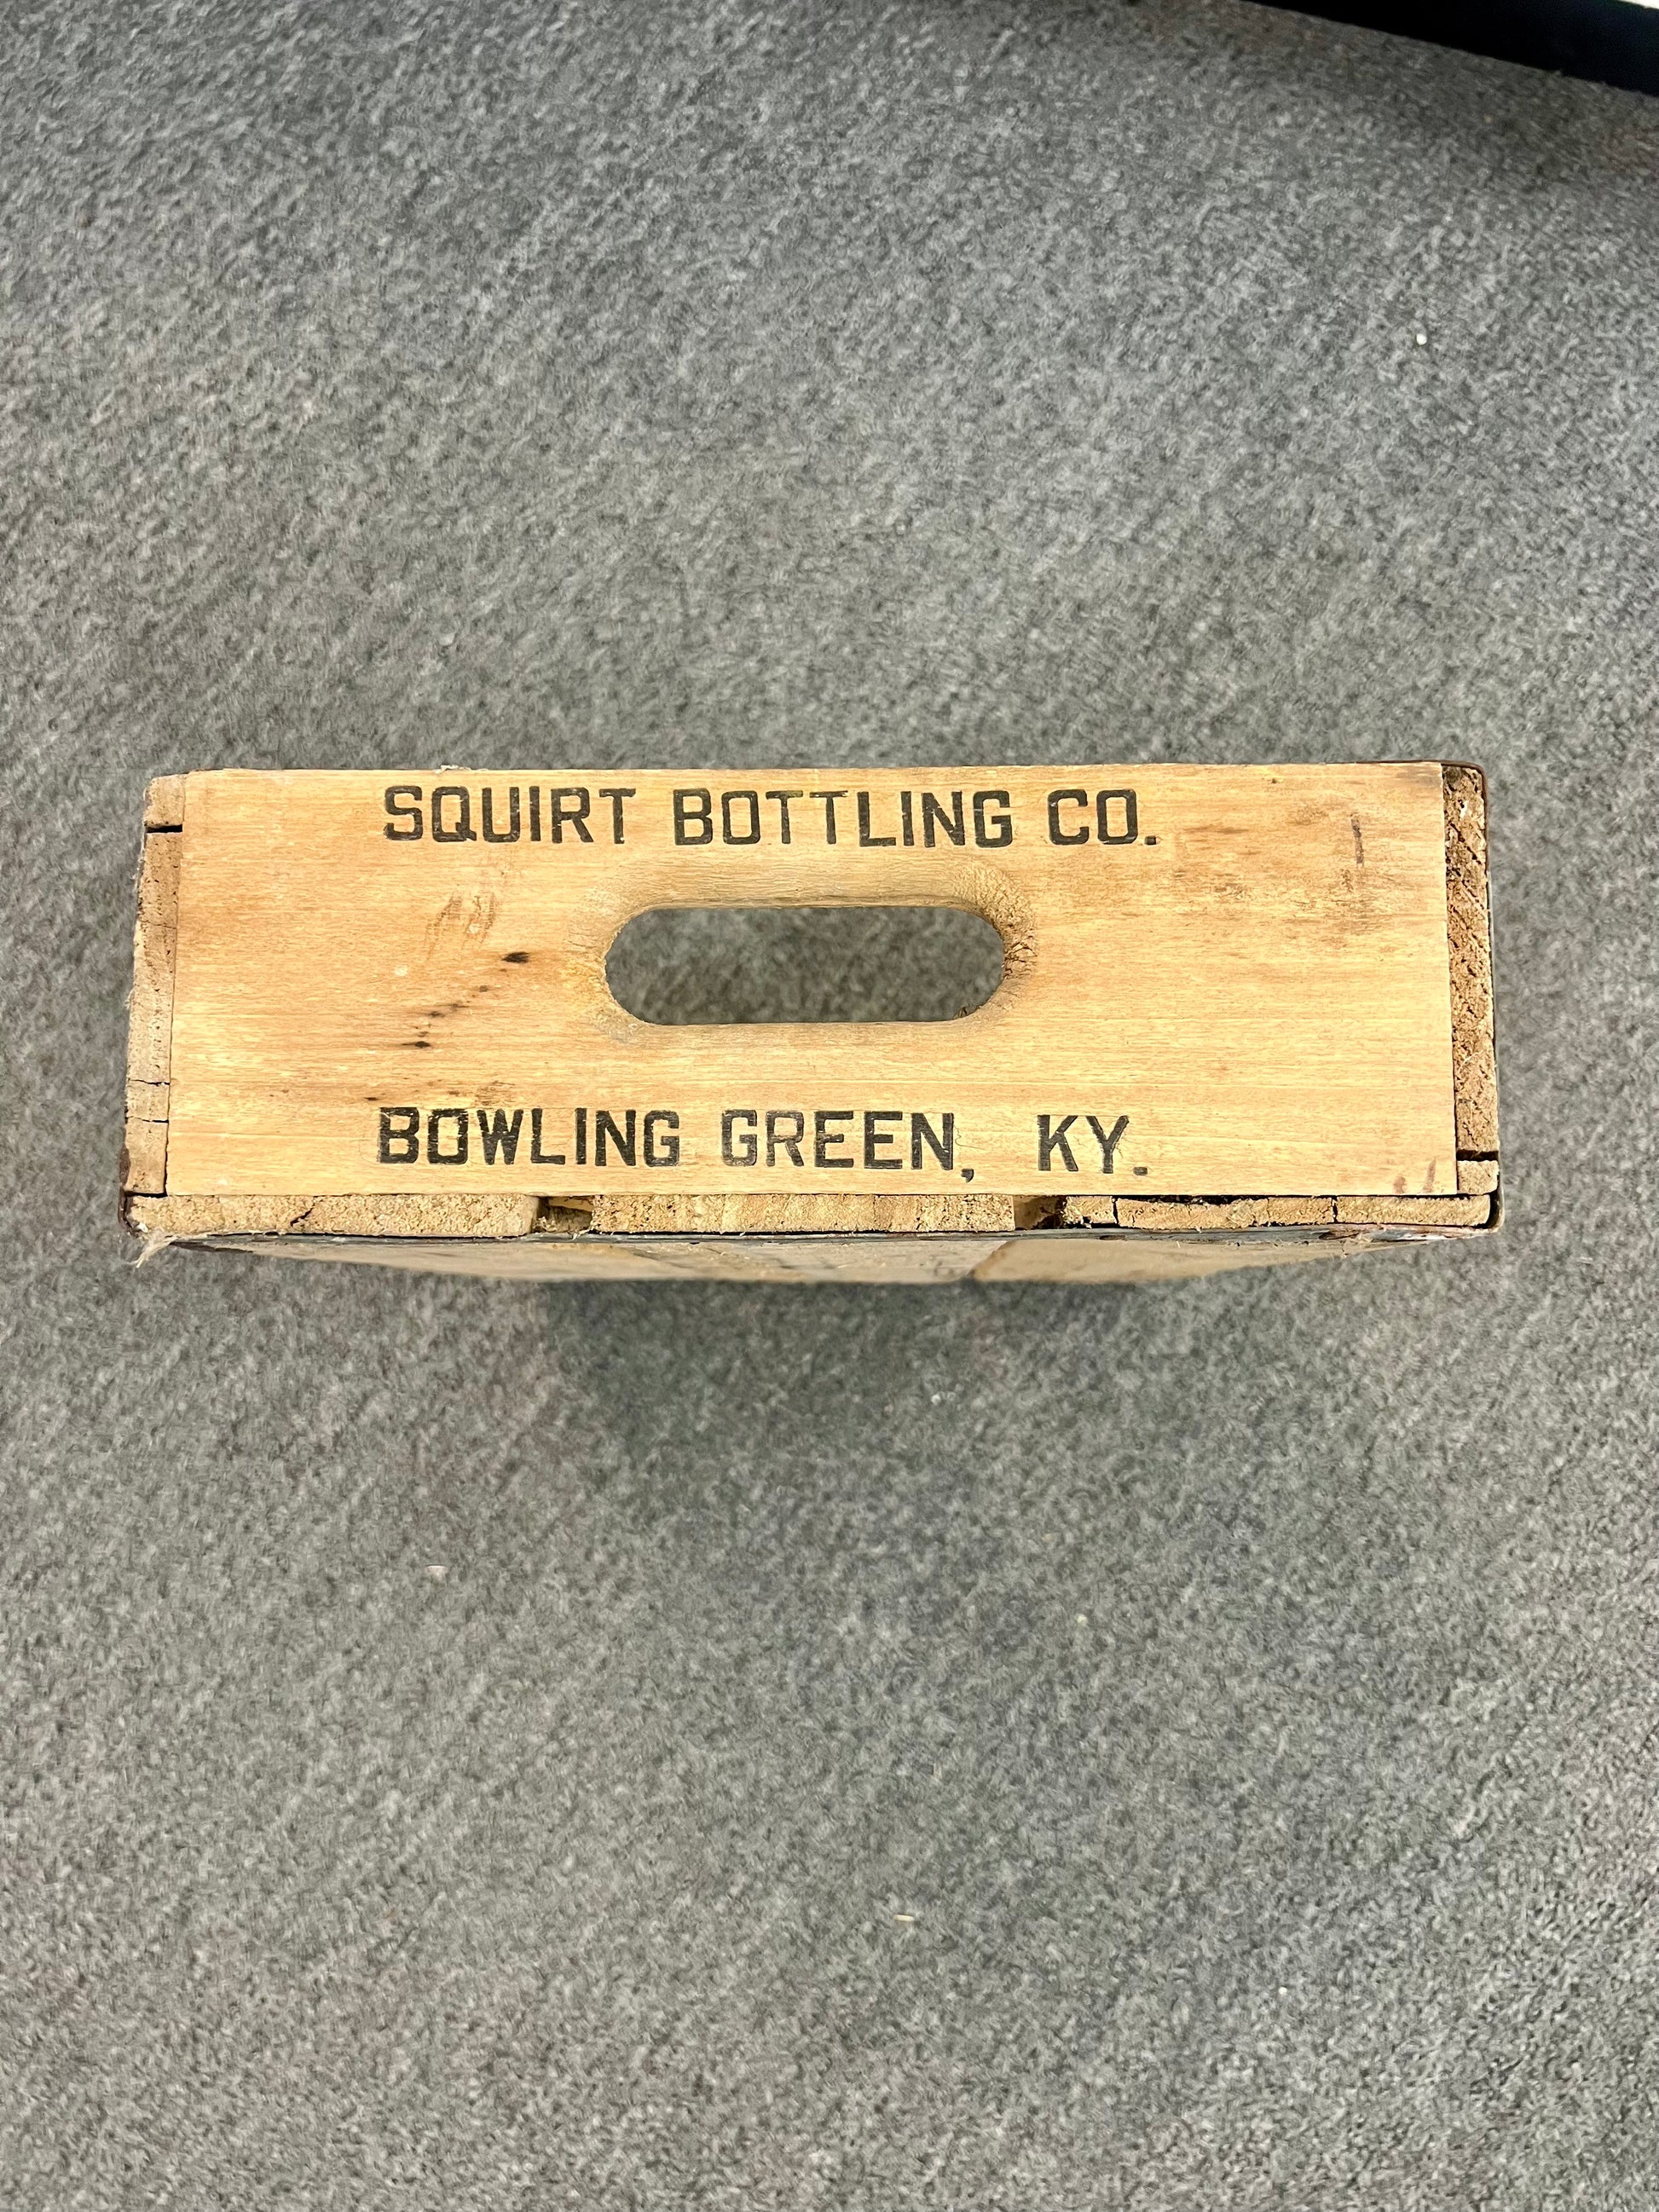 SQUIRT BOTTLING CO.
BOWLING GREEN, KY.